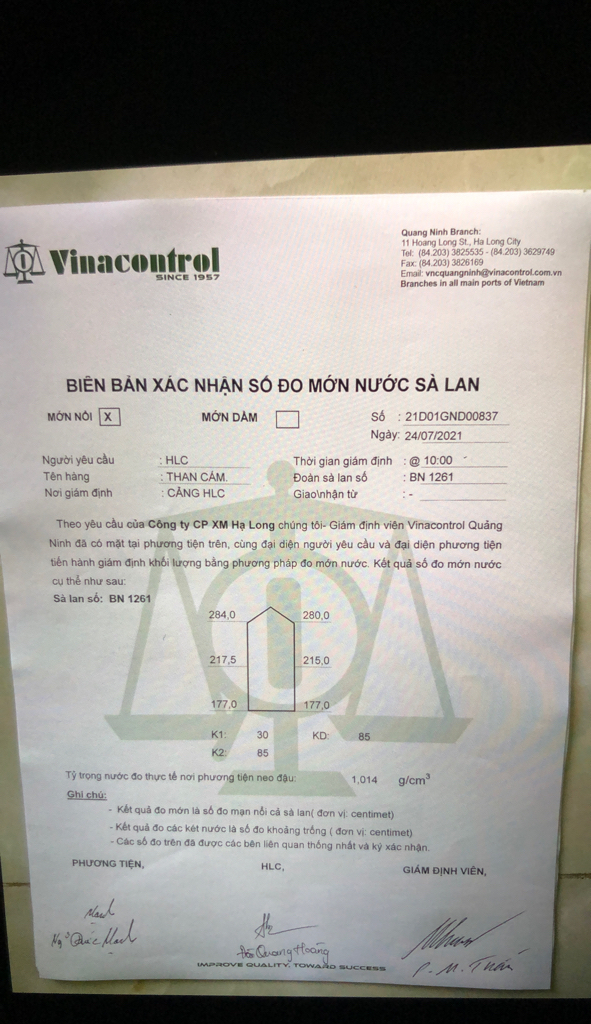 Vinacontrol
SINCE 1957
Quang Ninh Branch:
11 Hoang Long St., Ha Long City
Tel: (84.203) 3825535 - (84.203) 3629749
Fax: (84.203) 3826169
Email: vncquangninh@vinacontrol.com.vn
Branches in all main ports of Vietnam
BIÊN BẢN XÁC NHẬN SỐ ĐO MỚN NƯỚC SÀ LAN
MỚN NỔI X MỚN DẰM Số : 21D01GND00837
Ngày: 24/07/2021
Người yêu cầu : HLC Thời gian giám định : @ 10:00
Tên hàng : THAN CÁM. Đoàn sà lan số : BN 1261
Nơi giám định : CẢNG HLC Giao\nhận từ : -
Theo yêu cầu của Công ty CP XM Hạ Long chúng tôi- Giám định viên Vinacontrol Quảng
Ninh đã có mặt tại phương tiện trên, cùng đại diện người yêu cầu và đại diện phương tiện
tiến hành giám định khối lượng bằng phương pháp đo mớn nước. Kết quả số đo mớn nước
cụ thể như sau:
Sà lan số: BN 1261
284,0 280,0
217,5 215,0
177,0 177,0
K1: 30 KD: 85
K2: 85
Tỷ trọng nước đo thực tế nơi phương tiện neo đậu: 1,014 g/cm³
Ghi chú:
- Kết quả đo mớn là số đo mạn nổi cả sà lan( đơn vị: centimet)
- Kết quả đo các két nước là số đo khoảng trống ( đơn vị: centimet)
- Các số đo trên đã được các bên liên quan thống nhất và ký xác nhận.
PHƯƠNG TIỆN, HLC, GIÁM ĐỊNH VIÊN,
Đỗ Quang Hoàng
P. M. Tuấn
IMPROVE QUALITY, TOWARD SUCCESS